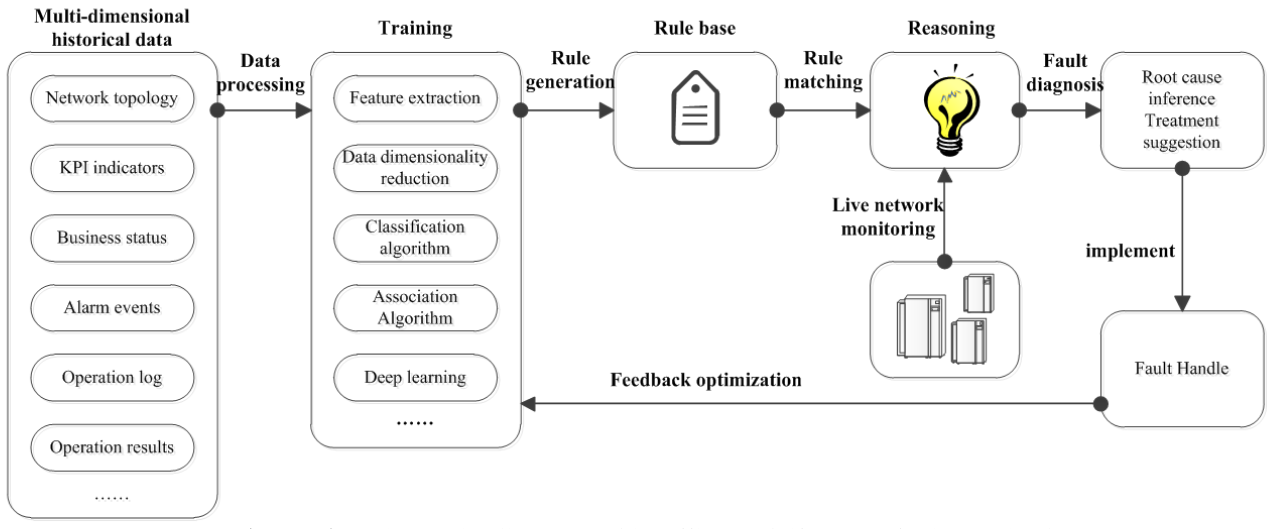 Multi-dimensional
historical data
Network topology
KPI indicators
Business status
Alarm events
Operation log
Operation results
......
Data
processing
Training
Feature extraction
Data dimensionality
reduction
Classification
algorithm
Association
Algorithm
Deep learning
......
Rule
generation
Rule base
Rule
matching
Reasoning
Live network
monitoring
Fault
diagnosis
Root cause
inference
Treatment
suggestion
implement
Fault Handle
Feedback optimization